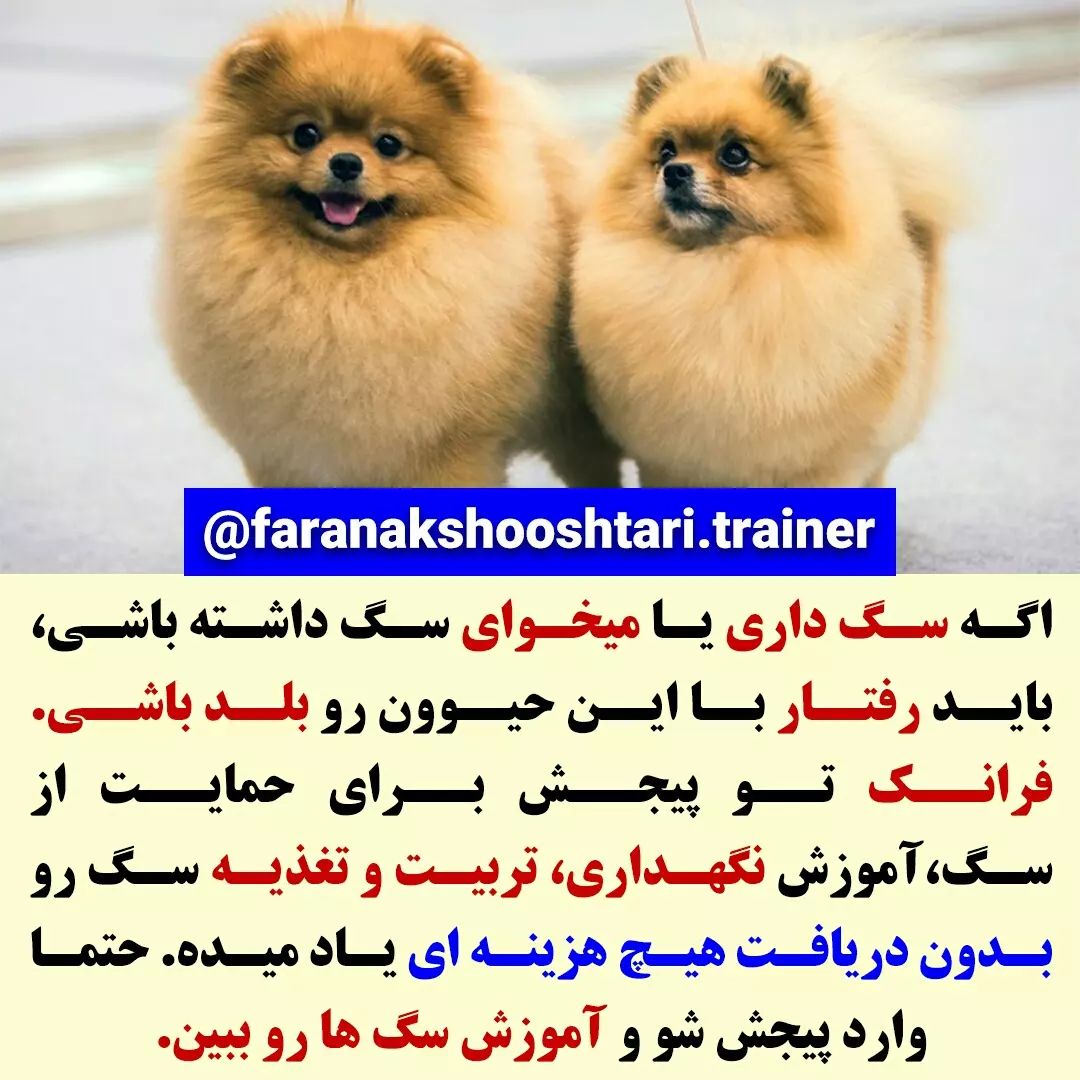 @faranakshooshtari.trainer
اگه سگ داری یا میخوای سگ داشته باشی،
باید رفتار با این حیوون رو بلد باشی.
فرانک تو پیجش برای حمایت از
سگ،آموزش نگهداری، تربیت و تغذیه سگ رو
بدون دریافت هیچ هزینه ای یاد میده. حتما
وارد پیجش شو و آموزش سگ ها رو ببین.